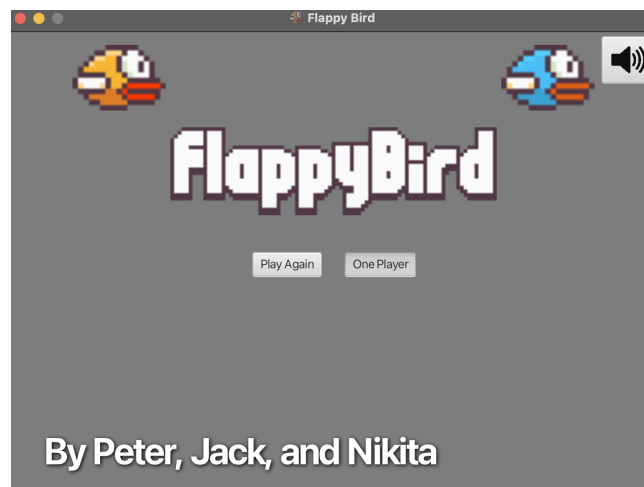 Flappy Bird
FlappyBird
Play Again One Player
By Peter, Jack, and Nikita